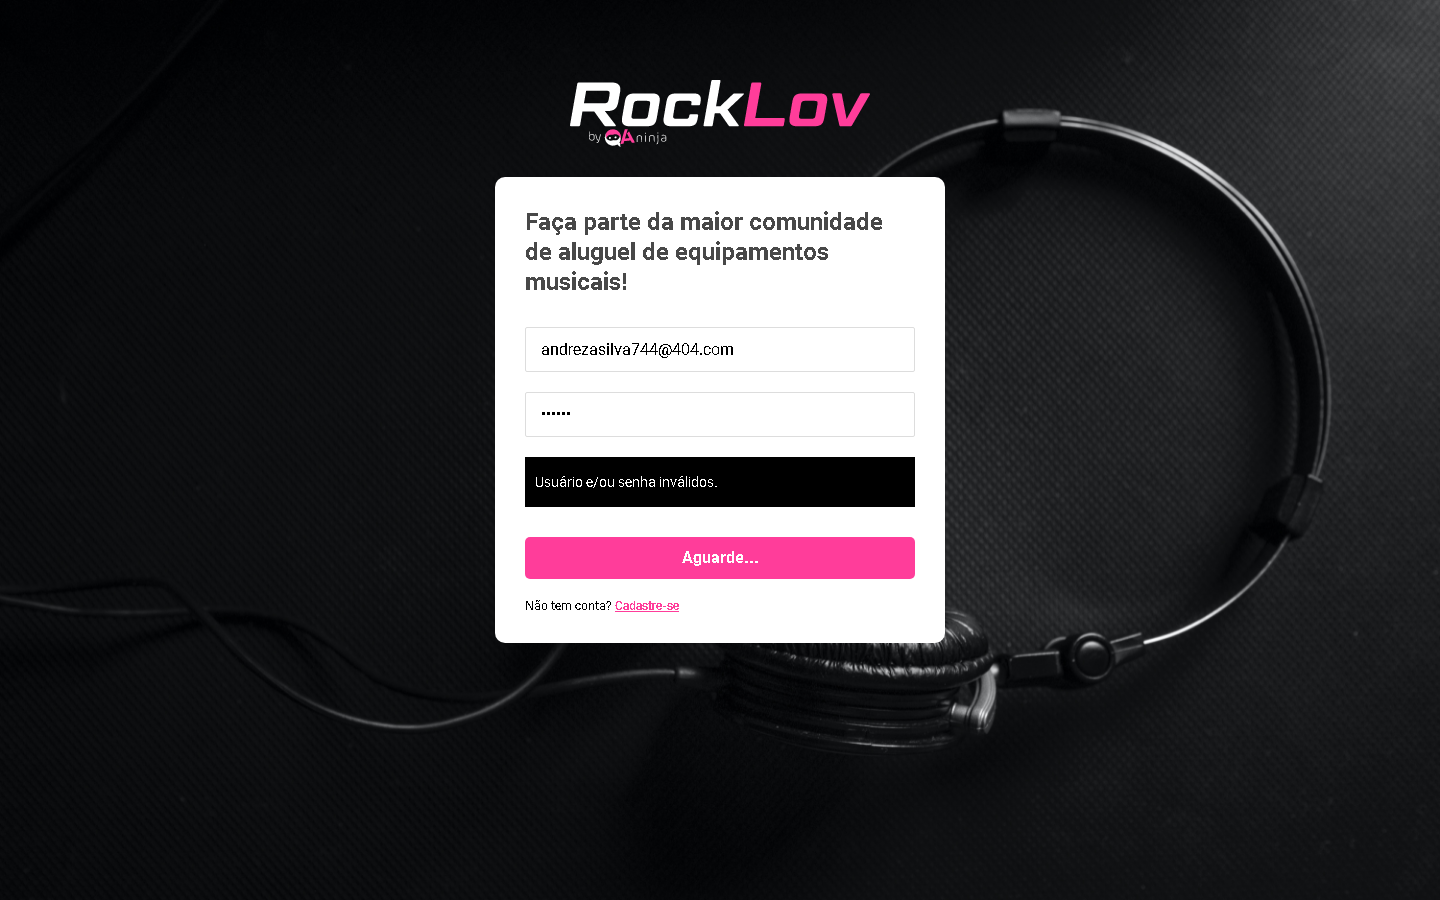 RockLov
by QAninja
Faça parte da maior comunidade
de aluguel de equipamentos
musicais!
andrezasilva744@404.com
••••••
Usuário e/ou senha inválidos.
Aguarde...
Não tem conta? Cadastre-se